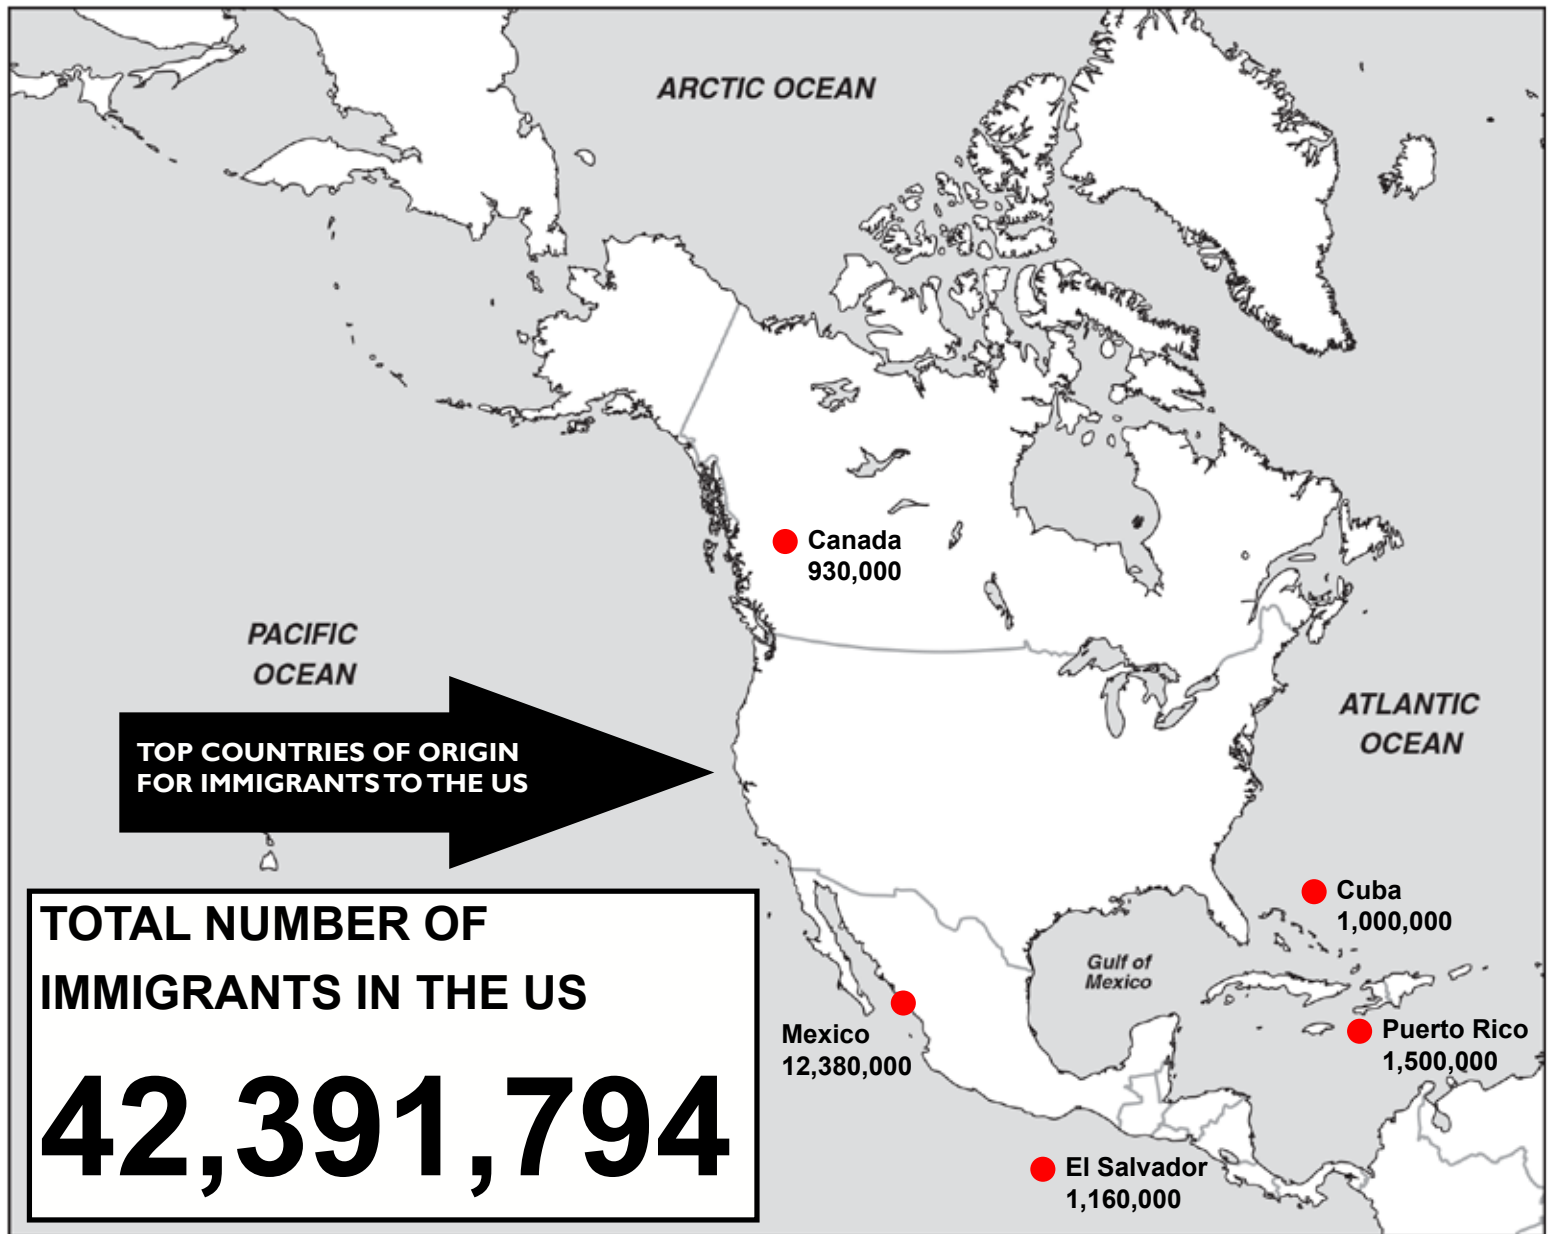 ARCTIC OCEAN
Canada
930,000
PACIFIC
OCEAN
ATLANTIC
OCEAN
TOP COUNTRIES OF ORIGIN
FOR IMMIGRANTS TO THE US
Cuba
1,000,000
TOTAL NUMBER OF
IMMIGRANTS IN THE US
42,391,794
Gulf of
Mexico
Mexico
12,380,000
Puerto Rico
1,500,000
El Salvador
1,160,000